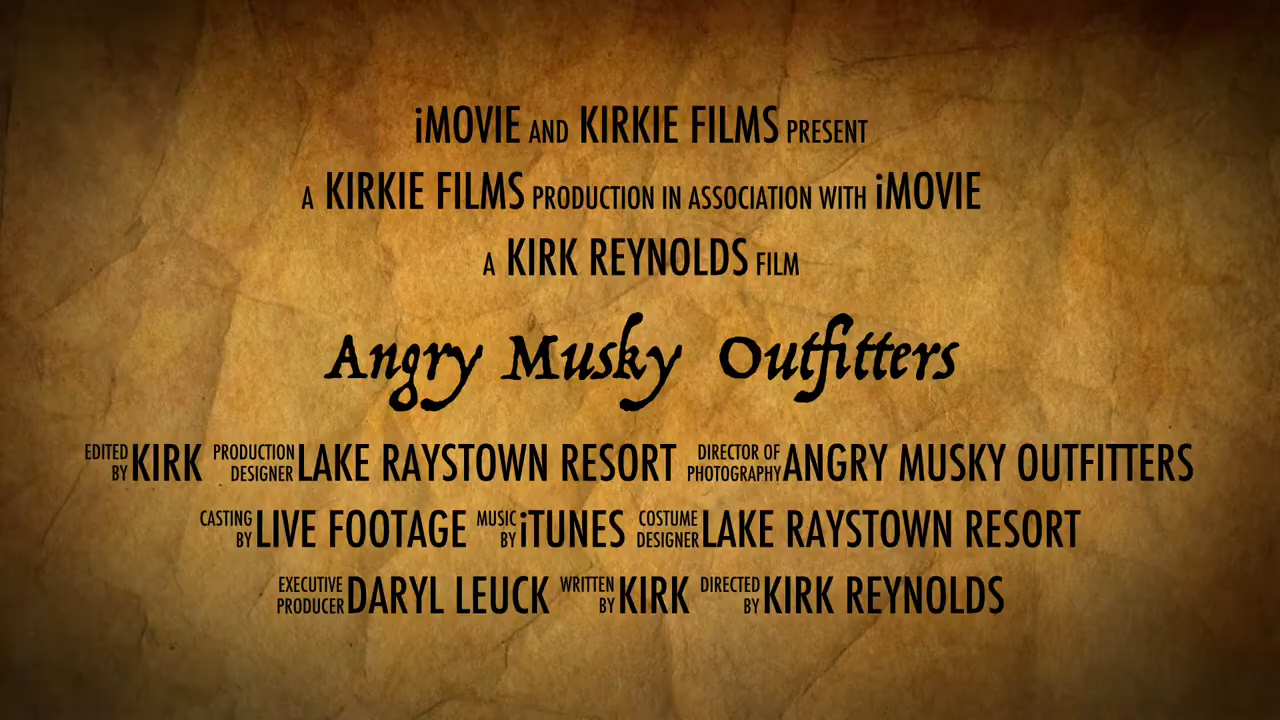 iMOVIE AND KIRKIE FILMS PRESENT
A KIRKIE FILMS PRODUCTION IN ASSOCIATION WITH iMOVIE
A KIRK REYNOLDS FILM
Angry Musky Outfitters
EDITED BY KIRK PRODUCTION DESIGNER LAKE RAYSTOWN RESORT DIRECTOR OF PHOTOGRAPHY ANGRY MUSKY OUTFITTERS
CASTING BY LIVE FOOTAGE MUSIC BY iTUNES COSTUME DESIGNER LAKE RAYSTOWN RESORT
EXECUTIVE PRODUCER DARYL LEUCK WRITTEN BY KIRK DIRECTED BY KIRK REYNOLDS